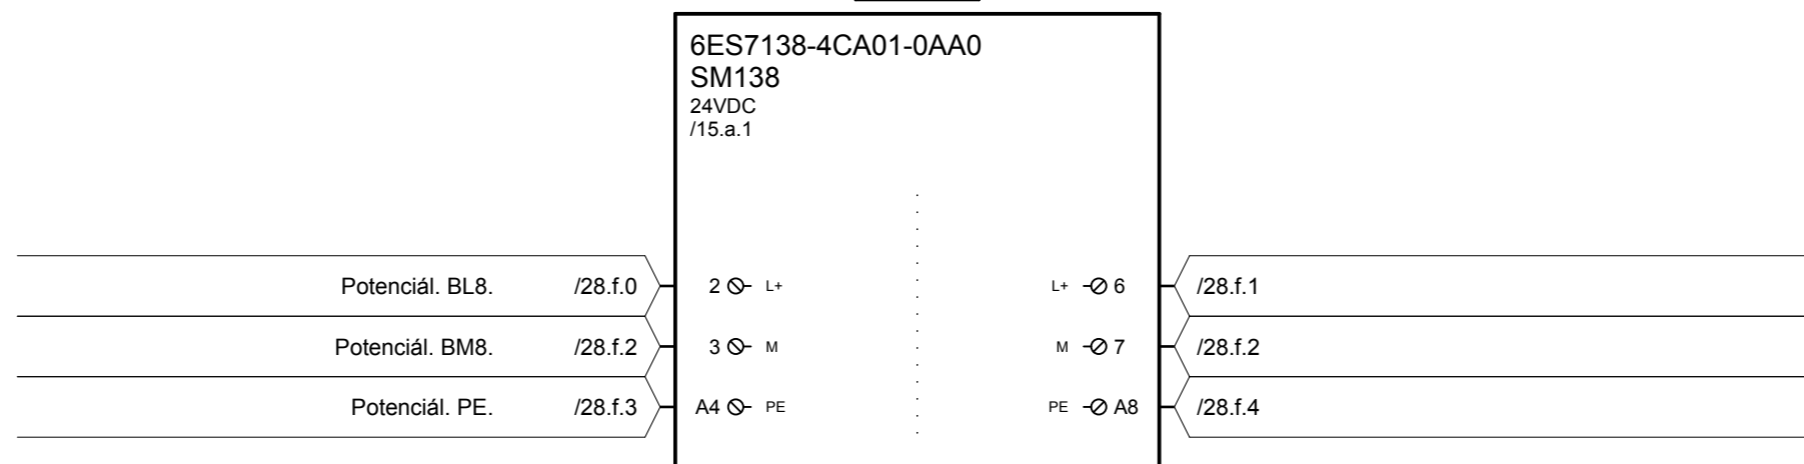 6ES7138-4CA01-0AA0
SM138
24VDC
/15.a.1
Potenciál. BL8. /28.f.0 2 L+ L+ 6 /28.f.1
Potenciál. BM8. /28.f.2 3 M M 7 /28.f.2
Potenciál. PE. /28.f.3 A4 PE PE A8 /28.f.4